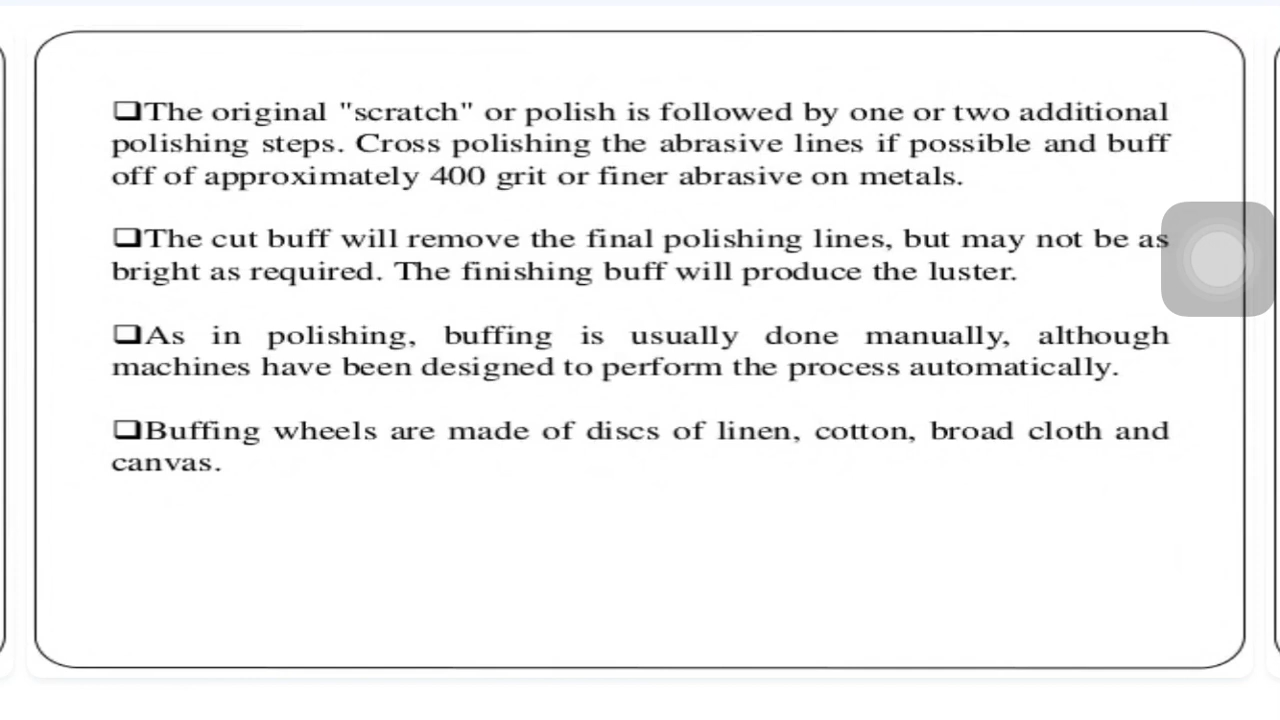 ❑The original "scratch" or polish is followed by one or two additional
polishing steps. Cross polishing the abrasive lines if possible and buff
off of approximately 400 grit or finer abrasive on metals.
❑The cut buff will remove the final polishing lines, but may not be as
bright as required. The finishing buff will produce the luster.
❑As in polishing, buffing is usually done manually, although
machines have been designed to perform the process automatically.
❑Buffing wheels are made of discs of linen, cotton, broad cloth and
canvas.